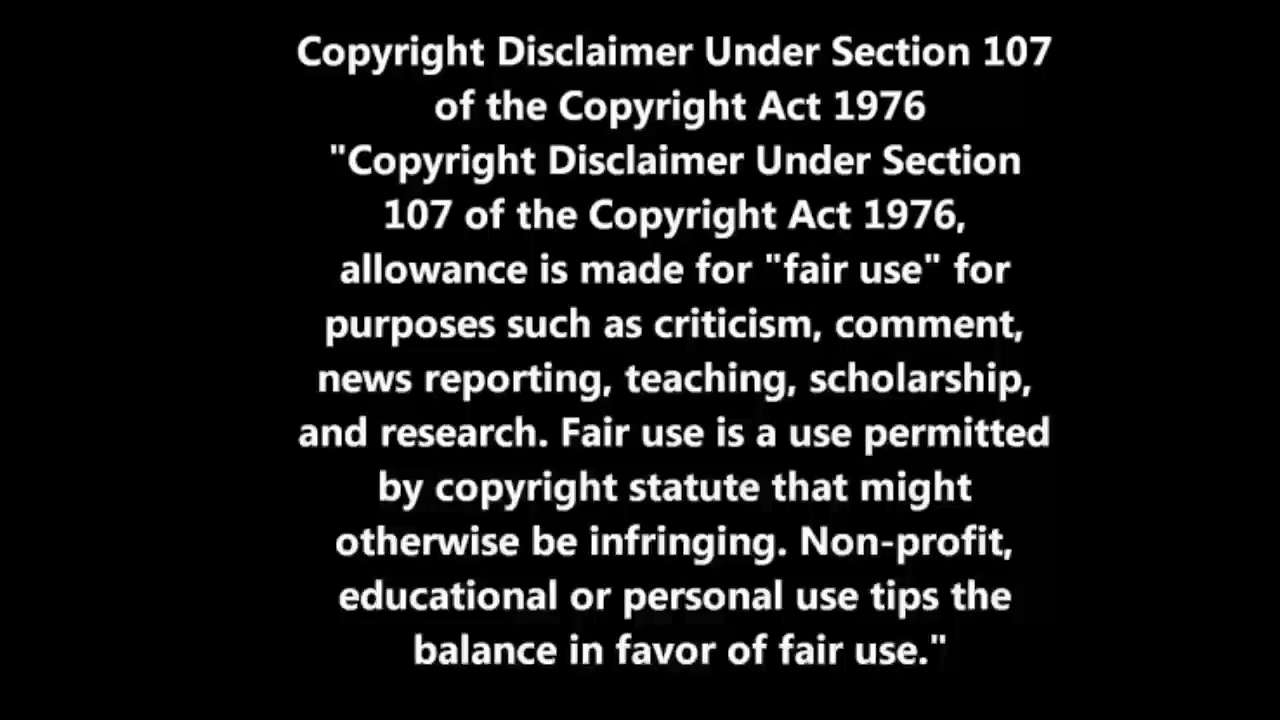 Copyright Disclaimer Under Section 107
of the Copyright Act 1976
"Copyright Disclaimer Under Section
107 of the Copyright Act 1976,
allowance is made for "fair use" for
purposes such as criticism, comment,
news reporting, teaching, scholarship,
and research. Fair use is a use permitted
by copyright statute that might
otherwise be infringing. Non-profit,
educational or personal use tips the
balance in favor of fair use."